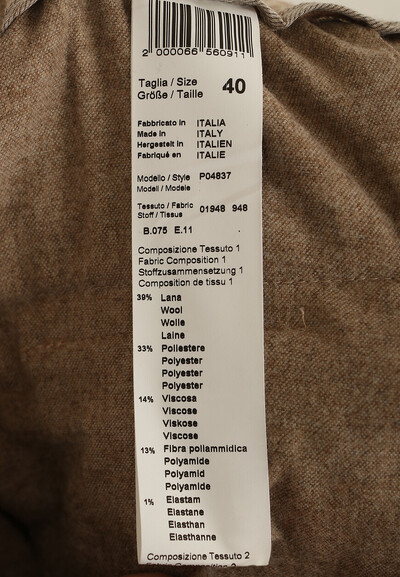 2 000066 560911
Taglia / Size 40
Größe / Taille
Fabbricato in ITALIA
Made in ITALY
Hergestellt in ITALIEN
Fabriqué en ITALIE
Modello / Style P04837
Modell / Modele
Tessuto / Fabric 01948 948
Stoff / Tissus
B.075 E.11
Composizione Tessuto 1
Fabric Composition 1
Stoffzusammensetzung 1
Composition de tissu 1
39% Lana
Wool
Wolle
Laine
33% Poliestere
Polyester
Polyester
Polyester
14% Viscosa
Viscose
Viskose
Viscose
13% Fibra poliammidica
Polyamide
Polyamid
Polyamide
1% Elastam
Elastane
Elasthan
Elasthanne
Composizione Tessuto 2
Fabric Composition 2